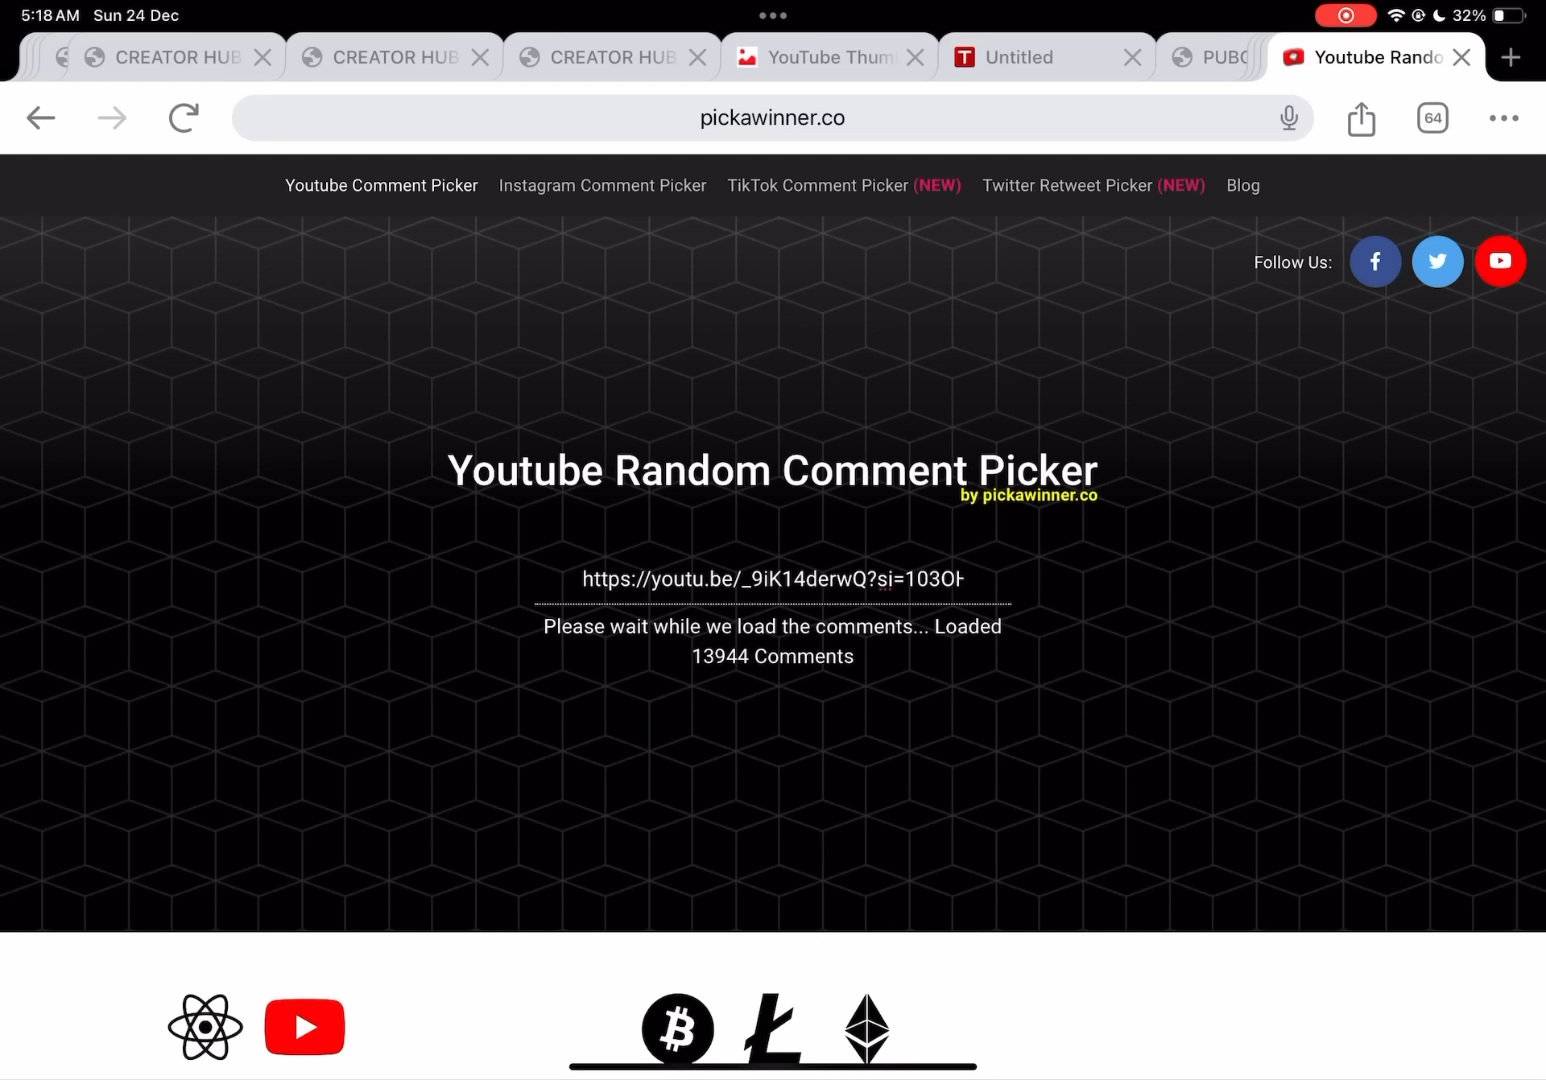 5:18 AM Sun 24 Dec
32%
CREATOR HUB
CREATOR HUB
CREATOR HUB
YouTube Thum
Untitled
PUBG
Youtube Rando
pickawinner.co
64
Youtube Comment Picker Instagram Comment Picker TikTok Comment Picker (NEW) Twitter Retweet Picker (NEW) Blog
Follow Us:
Youtube Random Comment Picker
by pickawinner.co
https://youtu.be/_9iK14derwQ?si=103OH
Please wait while we load the comments... Loaded
13944 Comments